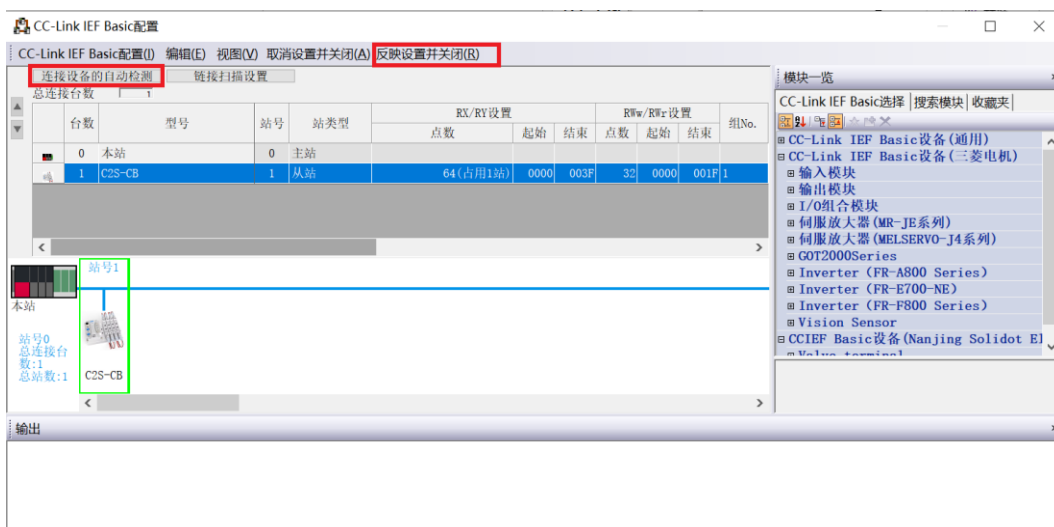 CC-Link IEF Basic配置
CC-Link IEF Basic配置(I) 编辑(E) 视图(V) 取消设置并关闭(A) 反映设置并关闭(R)
连接设备的自动检测 链接扫描设置
总连接台数 1
台数 型号 站号 站类型 RX/RY设置 RWw/RWr设置 组No.
点数 起始 结束 点数 起始 结束
0 本站 0 主站
1 C2S-CB 1 从站 64(占用1站) 0000 003F 32 0000 001F 1
站号1
本站
站号0
总连接台
数:1
总站数:1
C2S-CB
模块一览
CC-Link IEF Basic选择 搜索模块 收藏夹
CC-Link IEF Basic设备(通用)
CC-Link IEF Basic设备(三菱电机)
输入模块
输出模块
I/O组合模块
伺服放大器(MR-JE系列)
伺服放大器(MELSERVO-J4系列)
GOT2000Series
Inverter (FR-A800 Series)
Inverter (FR-E700-NE)
Inverter (FR-F800 Series)
Vision Sensor
CCIEF Basic设备(Nanjing Solidot El
Valve terminal
输出